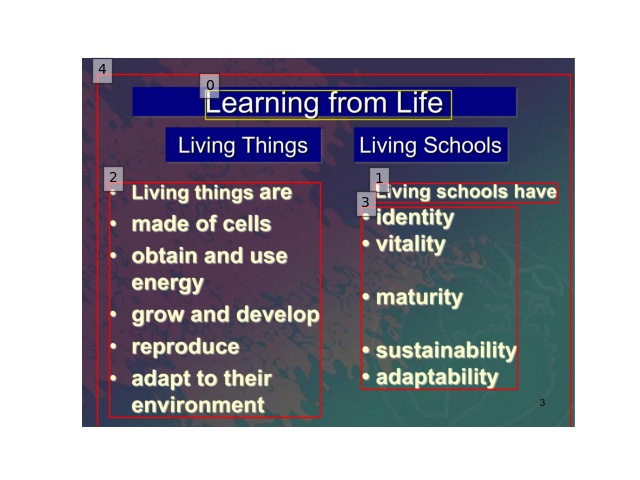 Learning from Life
Living Things
Living Schools
• Living things are
• made of cells
• obtain and use
energy
• grow and develop
• reproduce
• adapt to their
environment
Living schools have
• identity
• vitality
• maturity
• sustainability
• adaptability
3
4
0
2
1
3